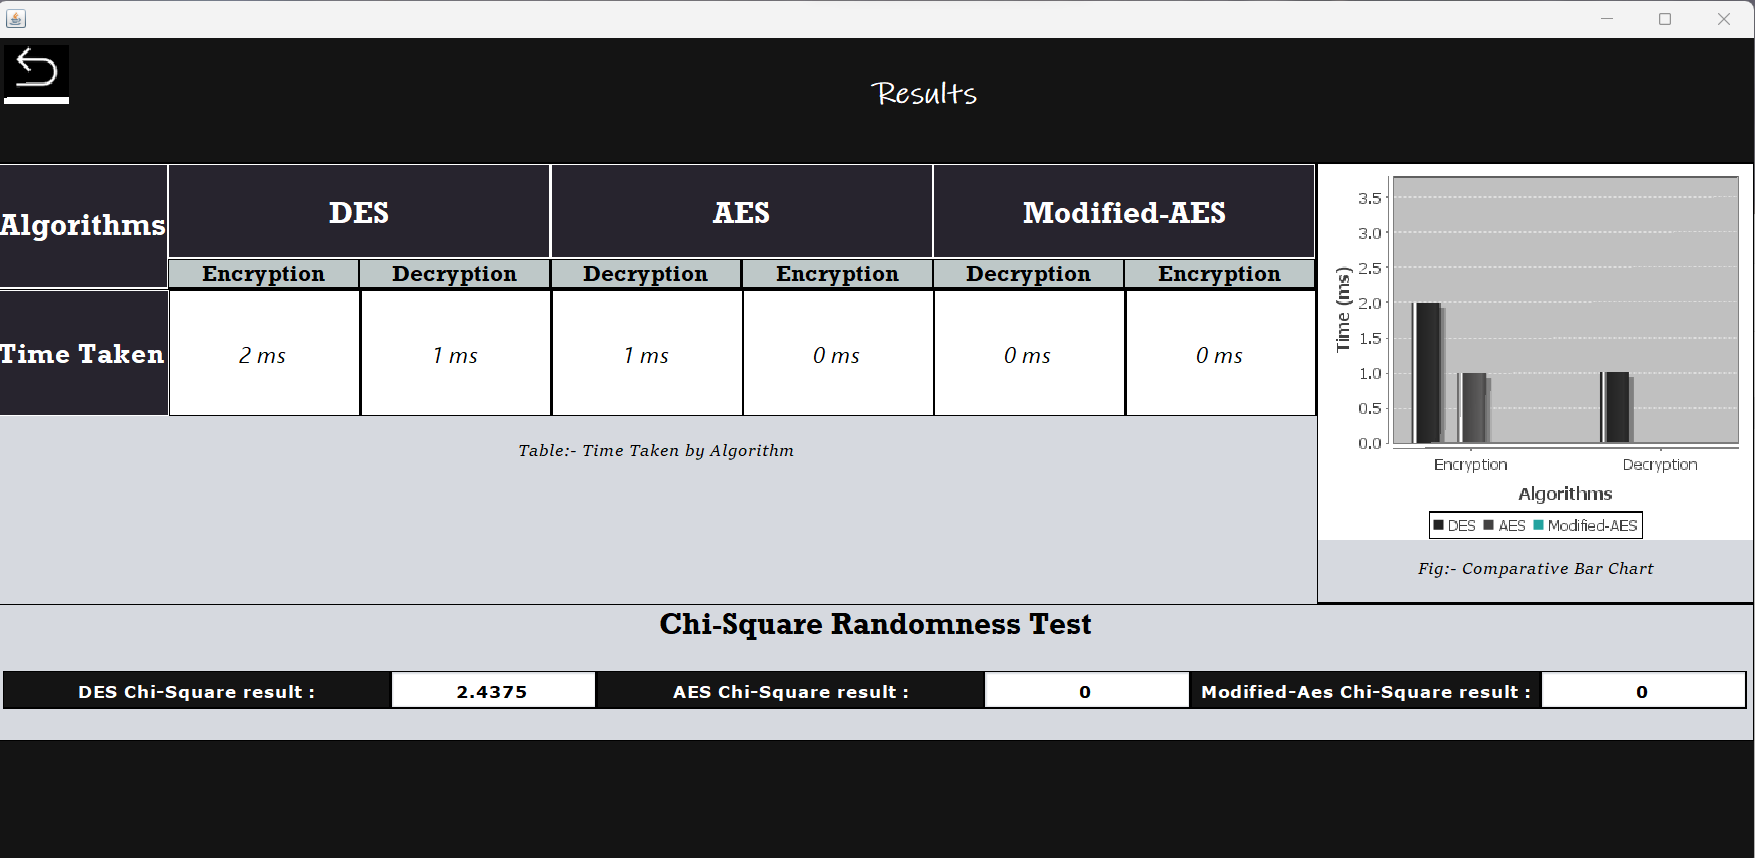 Results
Algorithms
DES
AES
Modified-AES
Encryption
Decryption
Decryption
Encryption
Decryption
Encryption
Time Taken
2 ms
1 ms
1 ms
0 ms
0 ms
0 ms
Table:- Time Taken by Algorithm
Time (ms)
3.5
3.0
2.5
2.0
1.5
1.0
0.5
0.0
Encryption
Decryption
Algorithms
DES AES Modified-AES
Fig:- Comparative Bar Chart
Chi-Square Randomness Test
DES Chi-Square result :
2.4375
AES Chi-Square result :
0
Modified-Aes Chi-Square result :
0